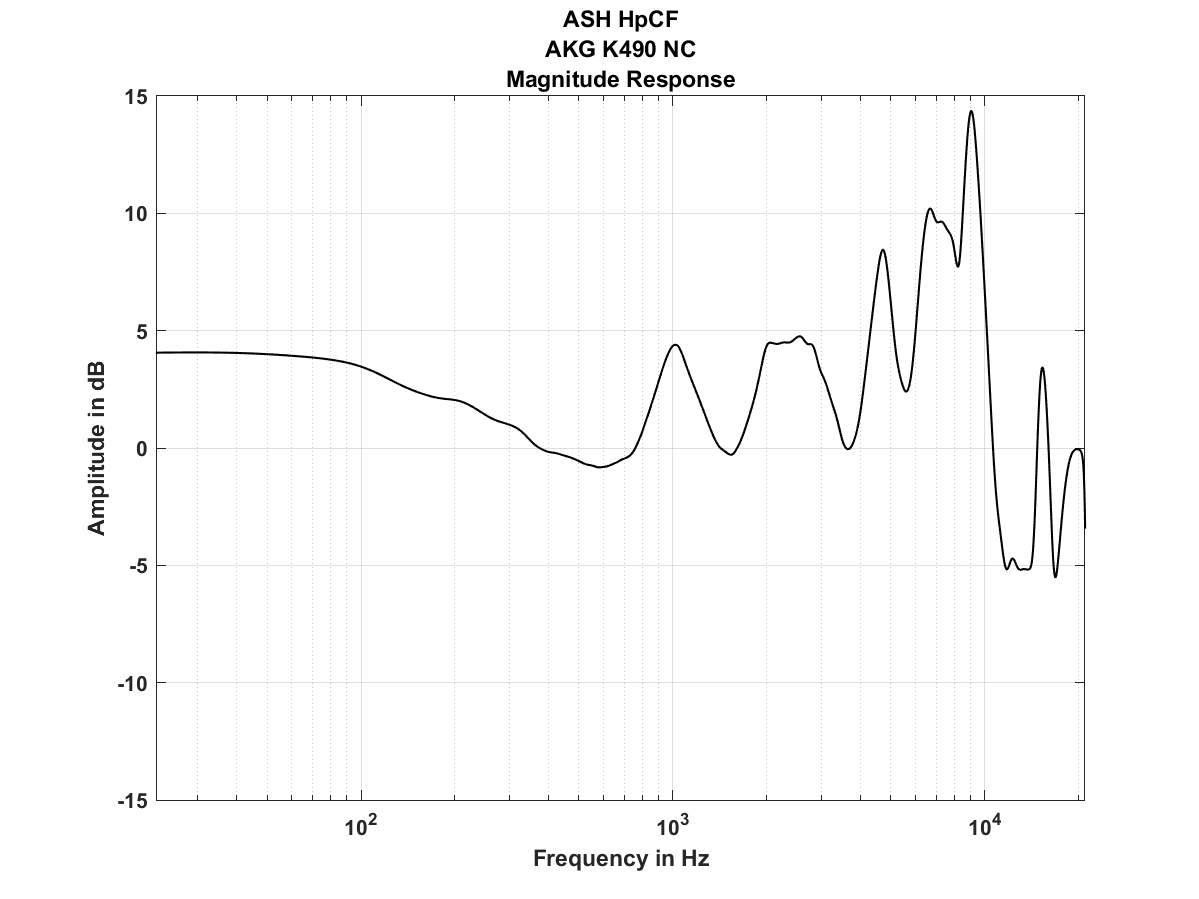 ASH HpCF
AKG K490 NC
Magnitude Response
15
10
5
0
-5
-10
-15
Amplitude in dB
10²
10³
10⁴
Frequency in Hz